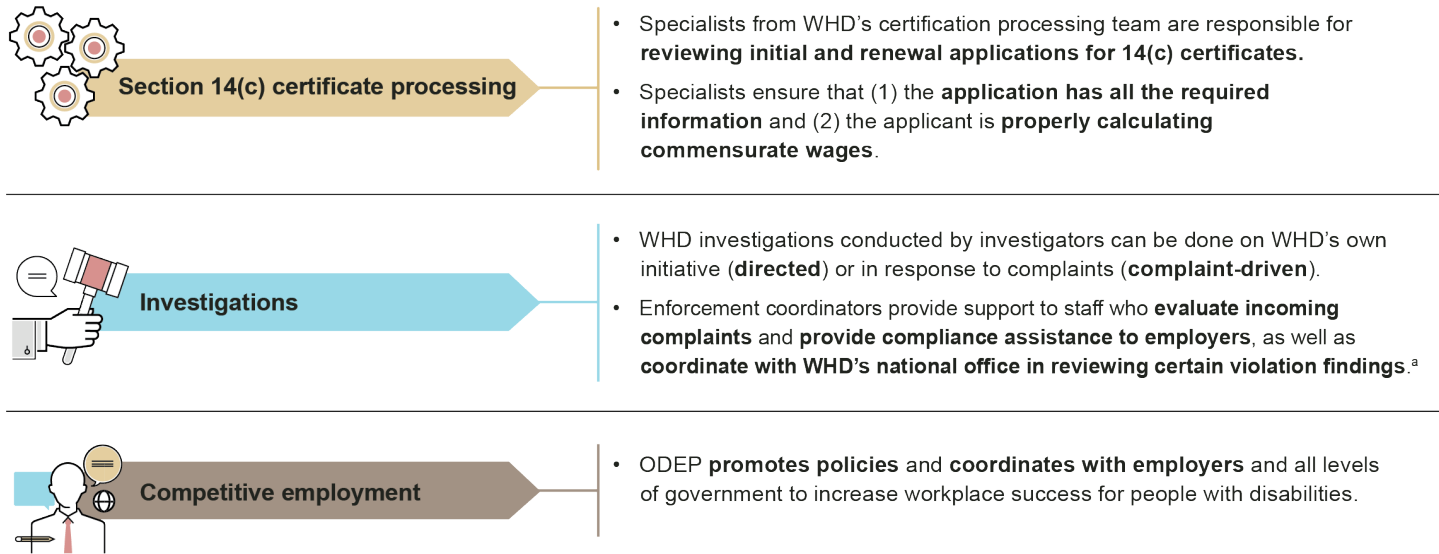 Section 14(c) certificate processing
• Specialists from WHD’s certification processing team are responsible for
reviewing initial and renewal applications for 14(c) certificates.
• Specialists ensure that (1) the application has all the required
information and (2) the applicant is properly calculating
commensurate wages.
Investigations
• WHD investigations conducted by investigators can be done on WHD’s own
initiative (directed) or in response to complaints (complaint-driven).
• Enforcement coordinators provide support to staff who evaluate incoming
complaints and provide compliance assistance to employers, as well as
coordinate with WHD’s national office in reviewing certain violation findings.a
Competitive employment
• ODEP promotes policies and coordinates with employers and all levels
of government to increase workplace success for people with disabilities.